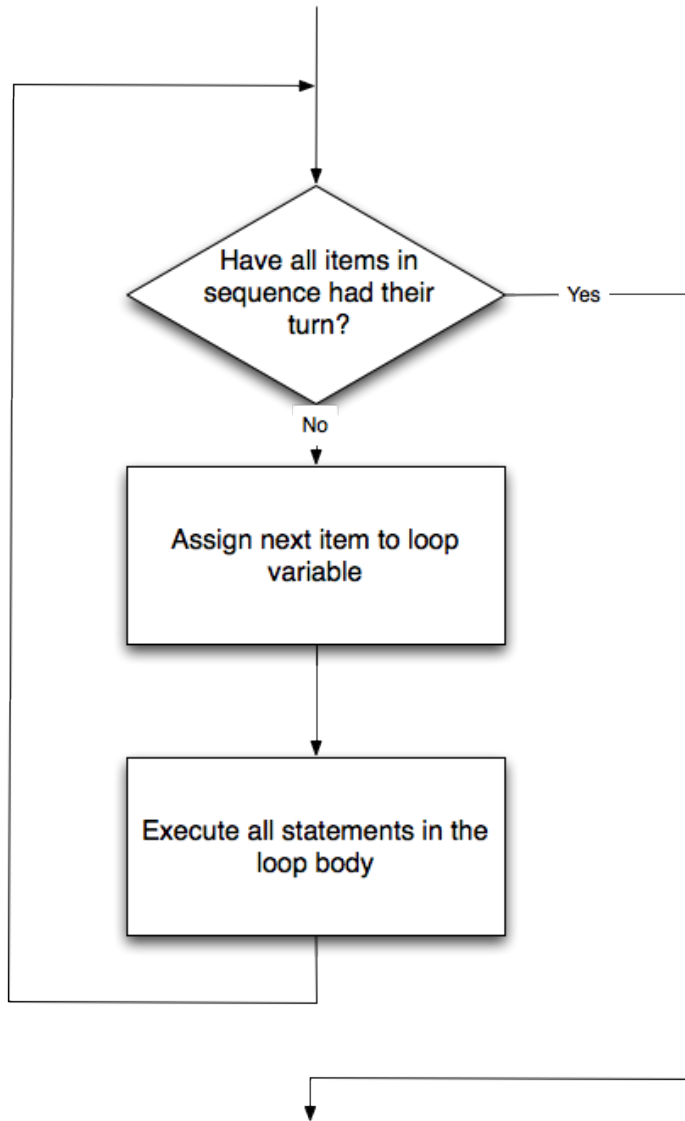 Have all items in
sequence had their
turn?
Yes
No
Assign next item to loop
variable
Execute all statements in the
loop body